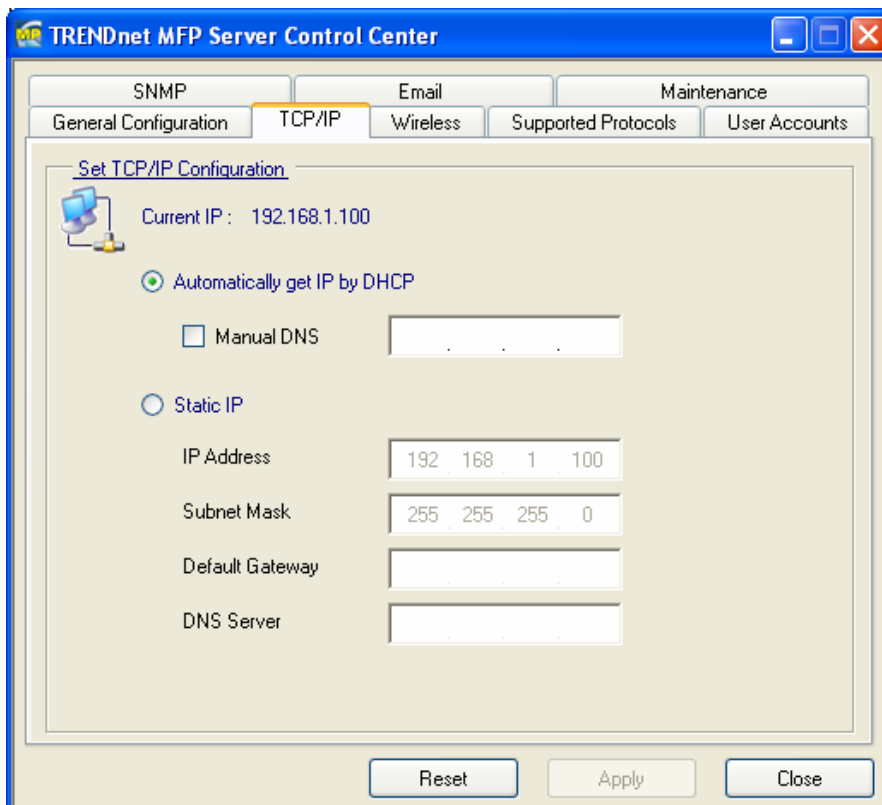 TRENDnet MFP Server Control Center
SNMP Email Maintenance
General Configuration TCP/IP Wireless Supported Protocols User Accounts
Set TCP/IP Configuration
Current IP : 192.168.1.100
Automatically get IP by DHCP
Manual DNS . . .
Static IP
IP Address 192 . 168 . 1 . 100
Subnet Mask 255 . 255 . 255 . 0
Default Gateway . . .
DNS Server . . .
Reset Apply Close